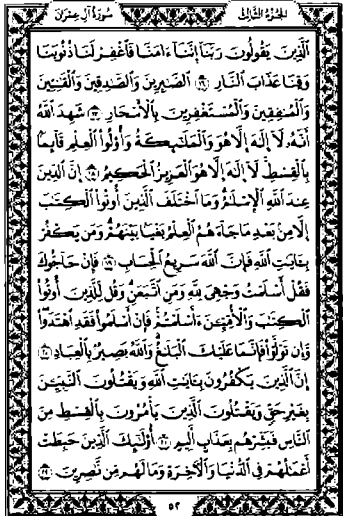 الجزء الثالث
سورة آل عمران
الَّذِينَ يَقُولُونَ رَبَّنَا إِنَّنَا آمَنَّا فَاغْفِرْ لَنَا ذُنُوبَنَا
وَقِنَا عَذَابَ النَّارِ ١٦ الصَّابِرِينَ وَالصَّادِقِينَ وَالْقَانِتِينَ
وَالْمُنْفِقِينَ وَالْمُسْتَغْفِرِينَ بِالْأَسْحَارِ ١٧ شَهِدَ اللَّهُ
أَنَّهُ لَا إِلَهَ إِلَّا هُوَ وَالْمَلَائِكَةُ وَأُولُو الْعِلْمِ قَائِمًا
بِالْقِسْطِ لَا إِلَهَ إِلَّا هُوَ الْعَزِيزُ الْحَكِيمُ ١٨ إِنَّ الدِّينَ
عِنْدَ اللَّهِ الْإِسْلَامُ وَمَا اخْتَلَفَ الَّذِينَ أُوتُوا الْكِتَابَ
إِلَّا مِنْ بَعْدِ مَا جَاءَهُمُ الْعِلْمُ بَغْيًا بَيْنَهُمْ وَمَنْ يَكْفُرْ
بِآيَاتِ اللَّهِ فَإِنَّ اللَّهَ سَرِيعُ الْحِسَابِ ١٩ فَإِنْ حَاجُّوكَ
فَقُلْ أَسْلَمْتُ وَجْهِيَ لِلَّهِ وَمَنِ اتَّبَعَنِ وَقُلْ لِلَّذِينَ أُوتُوا
الْكِتَابَ وَالْأُمِّيِّينَ أَأَسْلَمْتُمْ فَإِنْ أَسْلَمُوا فَقَدِ اهْتَدَوْا
وَإِنْ تَوَلَّوْا فَإِنَّمَا عَلَيْكَ الْبَلَاغُ وَاللَّهُ بَصِيرٌ بِالْعِبَادِ ٢٠
إِنَّ الَّذِينَ يَكْفُرُونَ بِآيَاتِ اللَّهِ وَيَقْتُلُونَ النَّبِيِّينَ
بِغَيْرِ حَقٍّ وَيَقْتُلُونَ الَّذِينَ يَأْمُرُونَ بِالْقِسْطِ مِنَ
النَّاسِ فَبَشِّرْهُمْ بِعَذَابٍ أَلِيمٍ ٢١ أُولَئِكَ الَّذِينَ حَبِطَتْ
أَعْمَالُهُمْ فِي الدُّنْيَا وَالْآخِرَةِ وَمَا لَهُمْ مِنْ نَاصِرِينَ ٢٢
٥٢